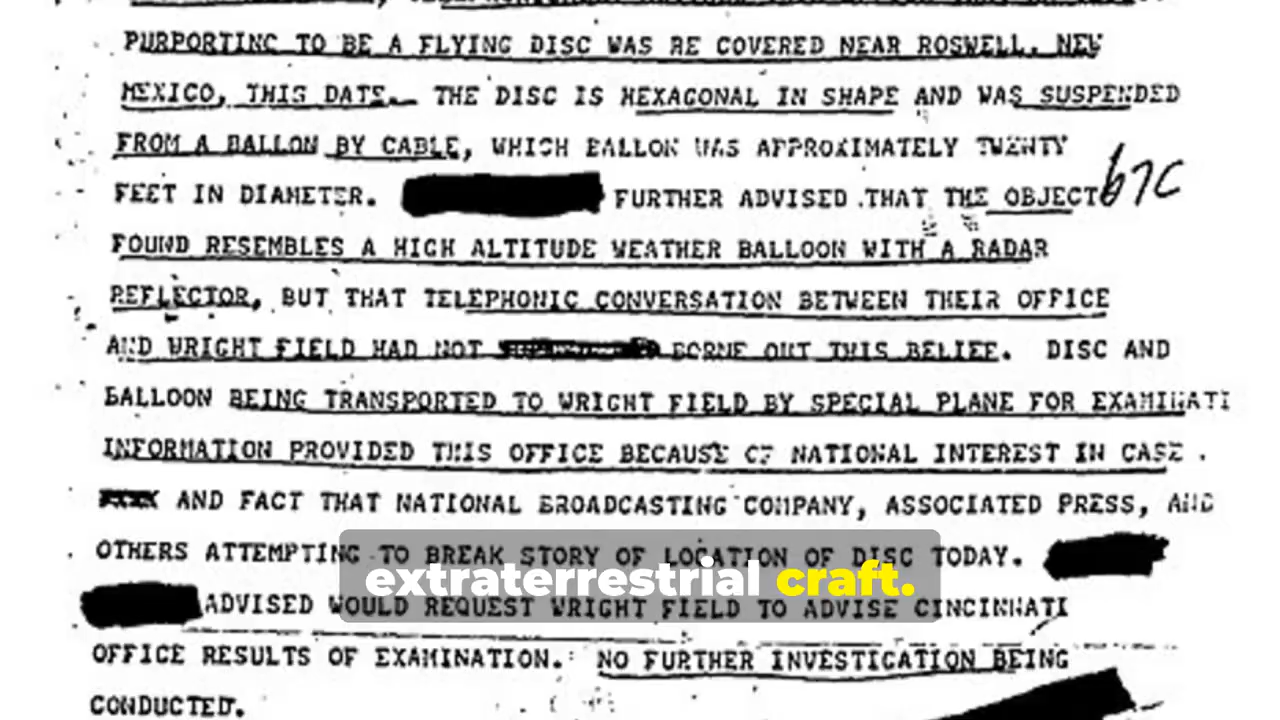 PURPORTING TO BE A FLYING DISC WAS RE COVERED NEAR ROSWELL, NEW
MEXICO, THIS DATE. THE DISC IS HEXAGONAL IN SHAPE AND WAS SUSPENDED
FROM A BALLON BY CABLE, WHICH BALLON WAS APPROXIMATELY TWENTY
FEET IN DIAMETER. FURTHER ADVISED THAT THE OBJECT
b7C
FOUND RESEMBLES A HIGH ALTITUDE WEATHER BALLOON WITH A RADAR
REFLECTOR, BUT THAT TELEPHONIC CONVERSATION BETWEEN THEIR OFFICE
AND WRIGHT FIELD HAD NOT BORNE OUT THIS BELIEF. DISC AND
BALLOON BEING TRANSPORTED TO WRIGHT FIELD BY SPECIAL PLANE FOR EXAMINATI
INFORMATION PROVIDED THIS OFFICE BECAUSE OF NATIONAL INTEREST IN CASE .
AND FACT THAT NATIONAL BROADCASTING COMPANY, ASSOCIATED PRESS, AND
OTHERS ATTEMPTING TO BREAK STORY OF LOCATION OF DISC TODAY.
extraterrestrial craft.
ADVISED WOULD REQUEST WRIGHT FIELD TO ADVISE CINCINNATI
OFFICE RESULTS OF EXAMINATION. NO FURTHER INVESTIGATION BEING
CONDUCTED.